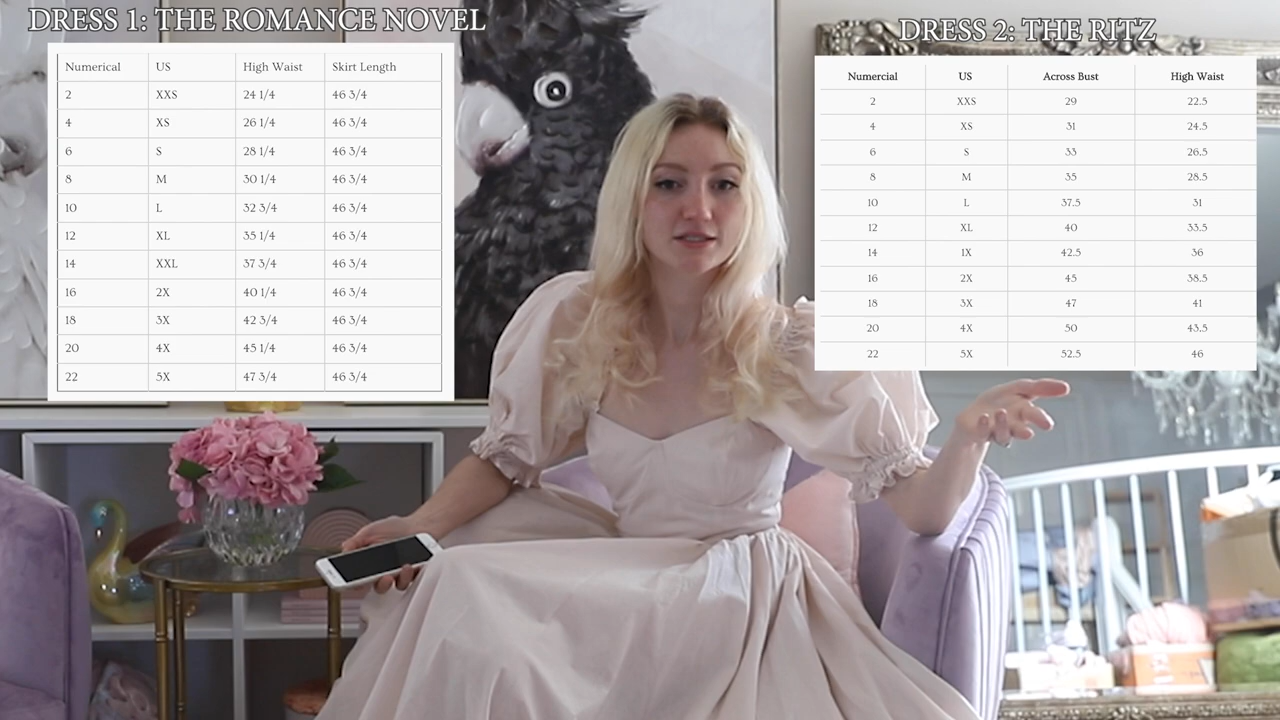 DRESS 1: THE ROMANCE NOVEL
Numerical US High Waist Skirt Length
2 XXS 24 1/4 46 3/4
4 XS 26 1/4 46 3/4
6 S 28 1/4 46 3/4
8 M 30 1/4 46 3/4
10 L 32 3/4 46 3/4
12 XL 35 1/4 46 3/4
14 XXL 37 3/4 46 3/4
16 2X 40 1/4 46 3/4
18 3X 42 3/4 46 3/4
20 4X 45 1/4 46 3/4
22 5X 47 3/4 46 3/4
DRESS 2: THE RITZ
Numercial US Across Bust High Waist
2 XXS 29 22.5
4 XS 31 24.5
6 S 33 26.5
8 M 35 28.5
10 L 37.5 31
12 XL 40 33.5
14 1X 42.5 36
16 2X 45 38.5
18 3X 47 41
20 4X 50 43.5
22 5X 52.5 46